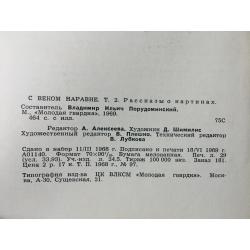 С ВЕКОМ НАРАВНЕ. Т. 2. Рассказы о картинах.
Составитель Владимир Ильич Порудоминский.
М., «Молодая гвардия», 1969.
464 с. с илл. 75С
Редактор А. Алексеева. Художник Д. Шимилис
Художественный редактор В. Плешко. Технический редактор
В. Лубкова
Сдано в набор 11/III 1968 г. Подписано к печати 18/VI 1969 г.
А01140. Формат 70×90¹/₁₆. Бумага мелованная. Печ. л. 29
(усл. 33,93). Уч.-изд. л. 34,5. Тираж 100 000 экз. Заказ 181.
Цена 2 р. 17 к. Т. П. 1968 г. № 97.
Типография изд-ва ЦК ВЛКСМ «Молодая гвардия». Моск-
ва, А-30, Сущевская, 21.